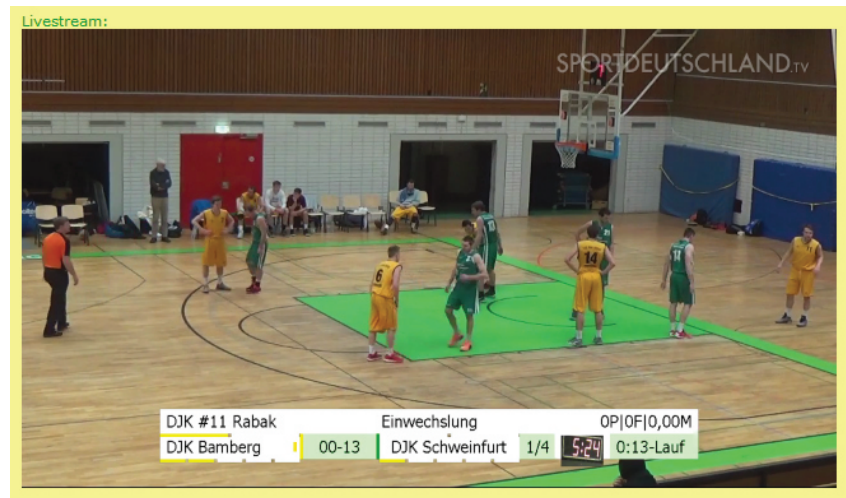 Livestream:
SPORTDEUTSCHLAND.TV
6
14
14
DJK #11 Rabak Einwechslung 0P|0F|0,00M
DJK Bamberg 00-13 DJK Schweinfurt 1/4 5:24 0:13-Lauf